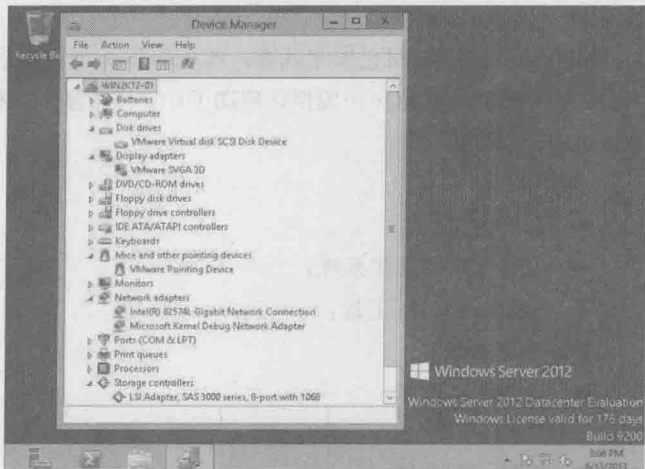 Device Manager
File Action View Help
WIN2K12-01
Batteries
Computer
Disk drives
VMware Virtual disk SCSI Disk Device
Display adapters
VMware SVGA 3D
DVD/CD-ROM drives
Floppy disk drives
Floppy drive controllers
IDE ATA/ATAPI controllers
Keyboards
Mice and other pointing devices
VMware Pointing Device
Monitors
Network adapters
Intel(R) 82574L Gigabit Network Connection
Microsoft Kernel Debug Network Adapter
Ports (COM & LPT)
Print queues
Processors
Storage controllers
LSI Adapter, SAS 3000 series, 8-port with 1068
Recycle Bin
Windows Server 2012
Windows Server 2012 Datacenter Evaluation
Windows License valid for 176 days
Build 9200
5:08 PM